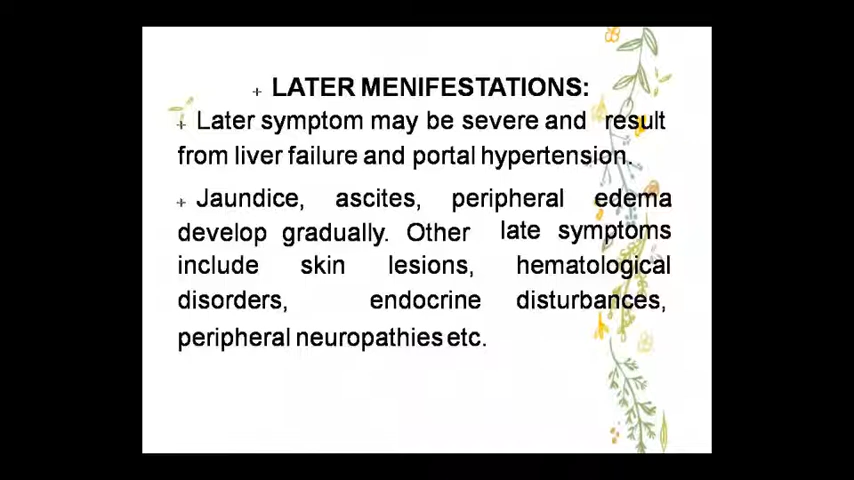 + LATER MENIFESTATIONS:
+ Later symptom may be severe and result
from liver failure and portal hypertension.
+ Jaundice, ascites, peripheral edema
develop gradually. Other late symptoms
include skin lesions, hematological
disorders, endocrine disturbances,
peripheral neuropathies etc.